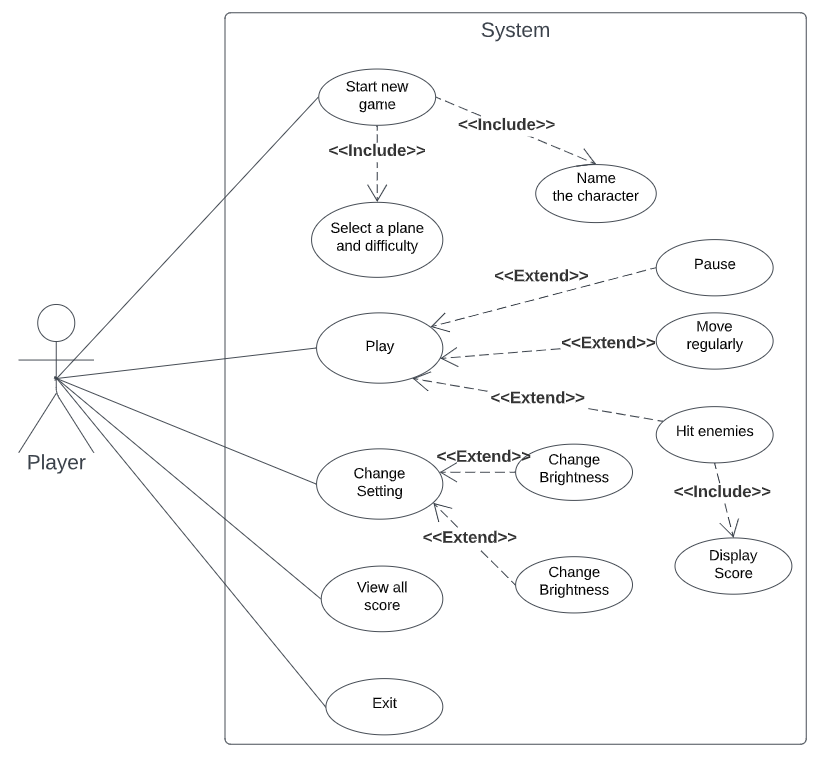 System
Start new
game
<<Include>>
<<Include>>
Name
the character
Select a plane
and difficulty
Pause
<<Extend>>
Play
Move
regularly
<<Extend>>
<<Extend>>
Hit enemies
Player
Change
Setting
<<Extend>>
Change
Brightness
<<Include>>
<<Extend>>
Display
Score
Change
Brightness
View all
score
Exit